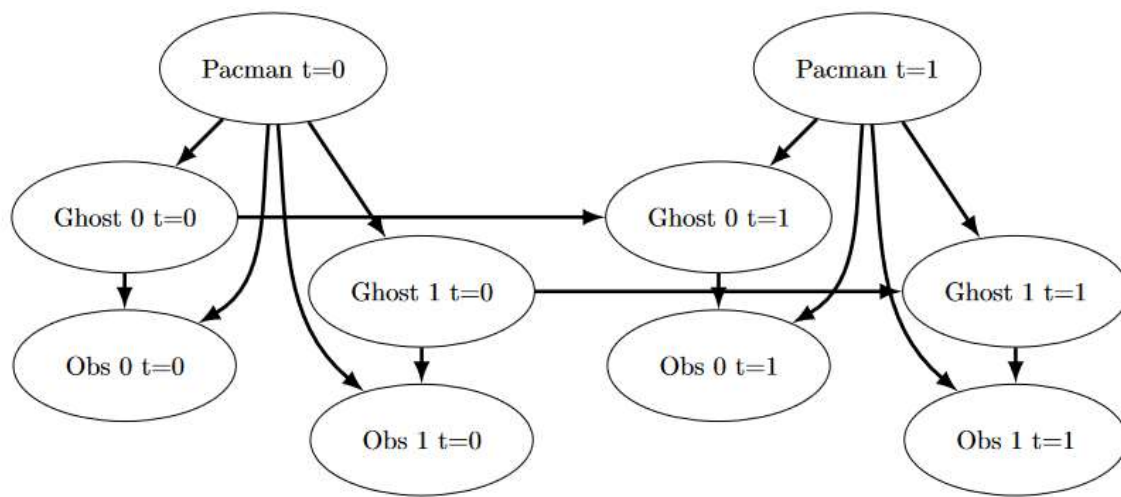 Pacman t=0
Pacman t=1
Ghost 0 t=0
Ghost 0 t=1
Ghost 1 t=0
Ghost 1 t=1
Obs 0 t=0
Obs 0 t=1
Obs 1 t=0
Obs 1 t=1